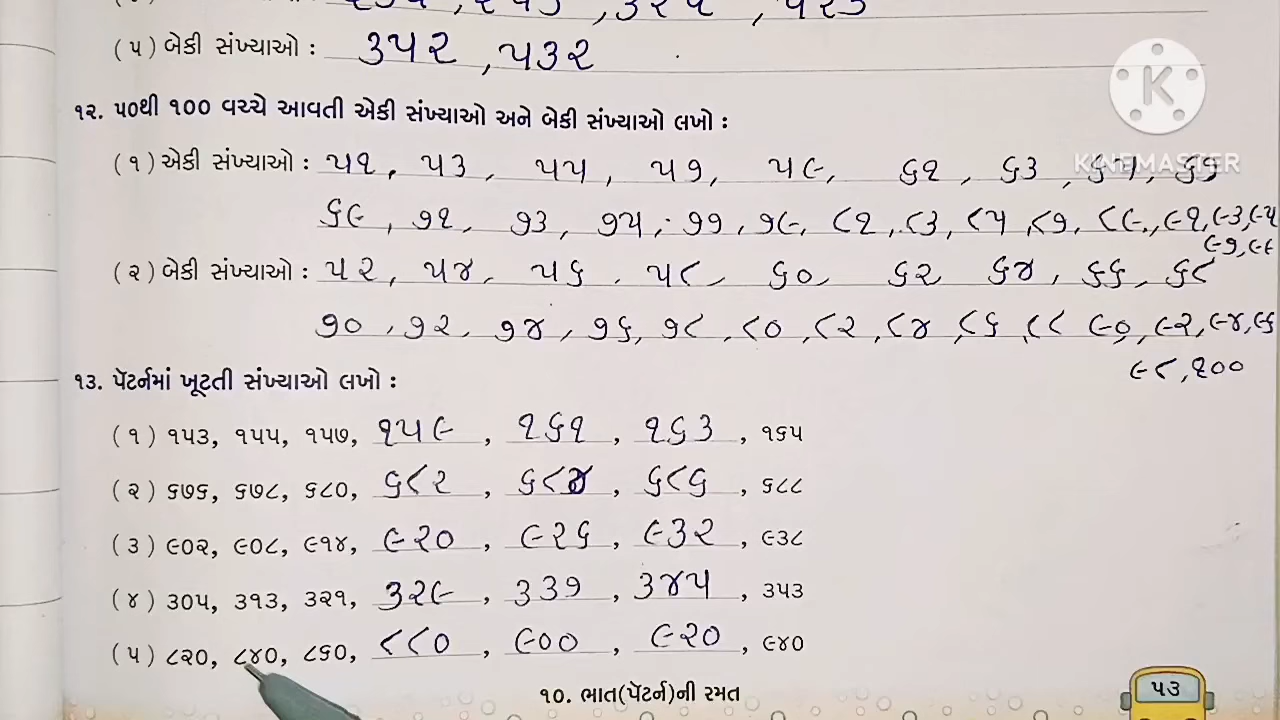 (૫) બેકી સંખ્યાઓ : ૩૫૨, ૫૩૨
૧૨. ૫૦થી ૧૦૦ વચ્ચે આવતી એકી સંખ્યાઓ અને બેકી સંખ્યાઓ લખો :
(૧) એકી સંખ્યાઓ : ૫૧, ૫૩, ૫૫, ૫૭, ૫૯, ૬૧, ૬૩, ૬૫, ૬૭
KINEMASTER
૬૯, ૭૧, ૭૩, ૭૫, ૭૭, ૭૯, ૮૧, ૮૩, ૮૫, ૮૭, ૮૯, ૯૧, ૯૩, ૯૫
૯૭, ૯૯
(૨) બેકી સંખ્યાઓ : ૫૨, ૫૪, ૫૬, ૫૮, ૬૦, ૬૨ ૬૪, ૬૬, ૬૮
૭૦, ૭૨, ૭૪, ૭૬, ૭૮, ૮૦, ૮૨, ૮૪, ૮૬, ૮૮ ૯૦, ૯૨, ૯૪, ૯૬
૯૮, ૧૦૦
૧૩. પૅટર્નમાં ખૂટતી સંખ્યાઓ લખો :
(૧) ૧૫૩, ૧૫૫, ૧૫૭, ૧૫૯, ૧૬૧, ૧૬૩, ૧૬૫
(૨) ૬૭૬, ૬૭૮, ૬૮૦, ૬૮૨, ૬૮૪, ૬૮૬, ૬૮૮
(૩) ૯૦૨, ૯૦૮, ૯૧૪, ૯૨૦, ૯૨૬, ૯૩૨, ૯૩૮
(૪) ૩૦૫, ૩૧૩, ૩૨૧, ૩૨૯, ૩૩૭, ૩૪૫, ૩૫૩
(૫) ૮૨૦, ૮૪૦, ૮૬૦, ૮૮૦, ૯૦૦, ૯૨૦, ૯૪૦
૧૦. ભાત(પૅટર્ન)ની રમત
૫૩